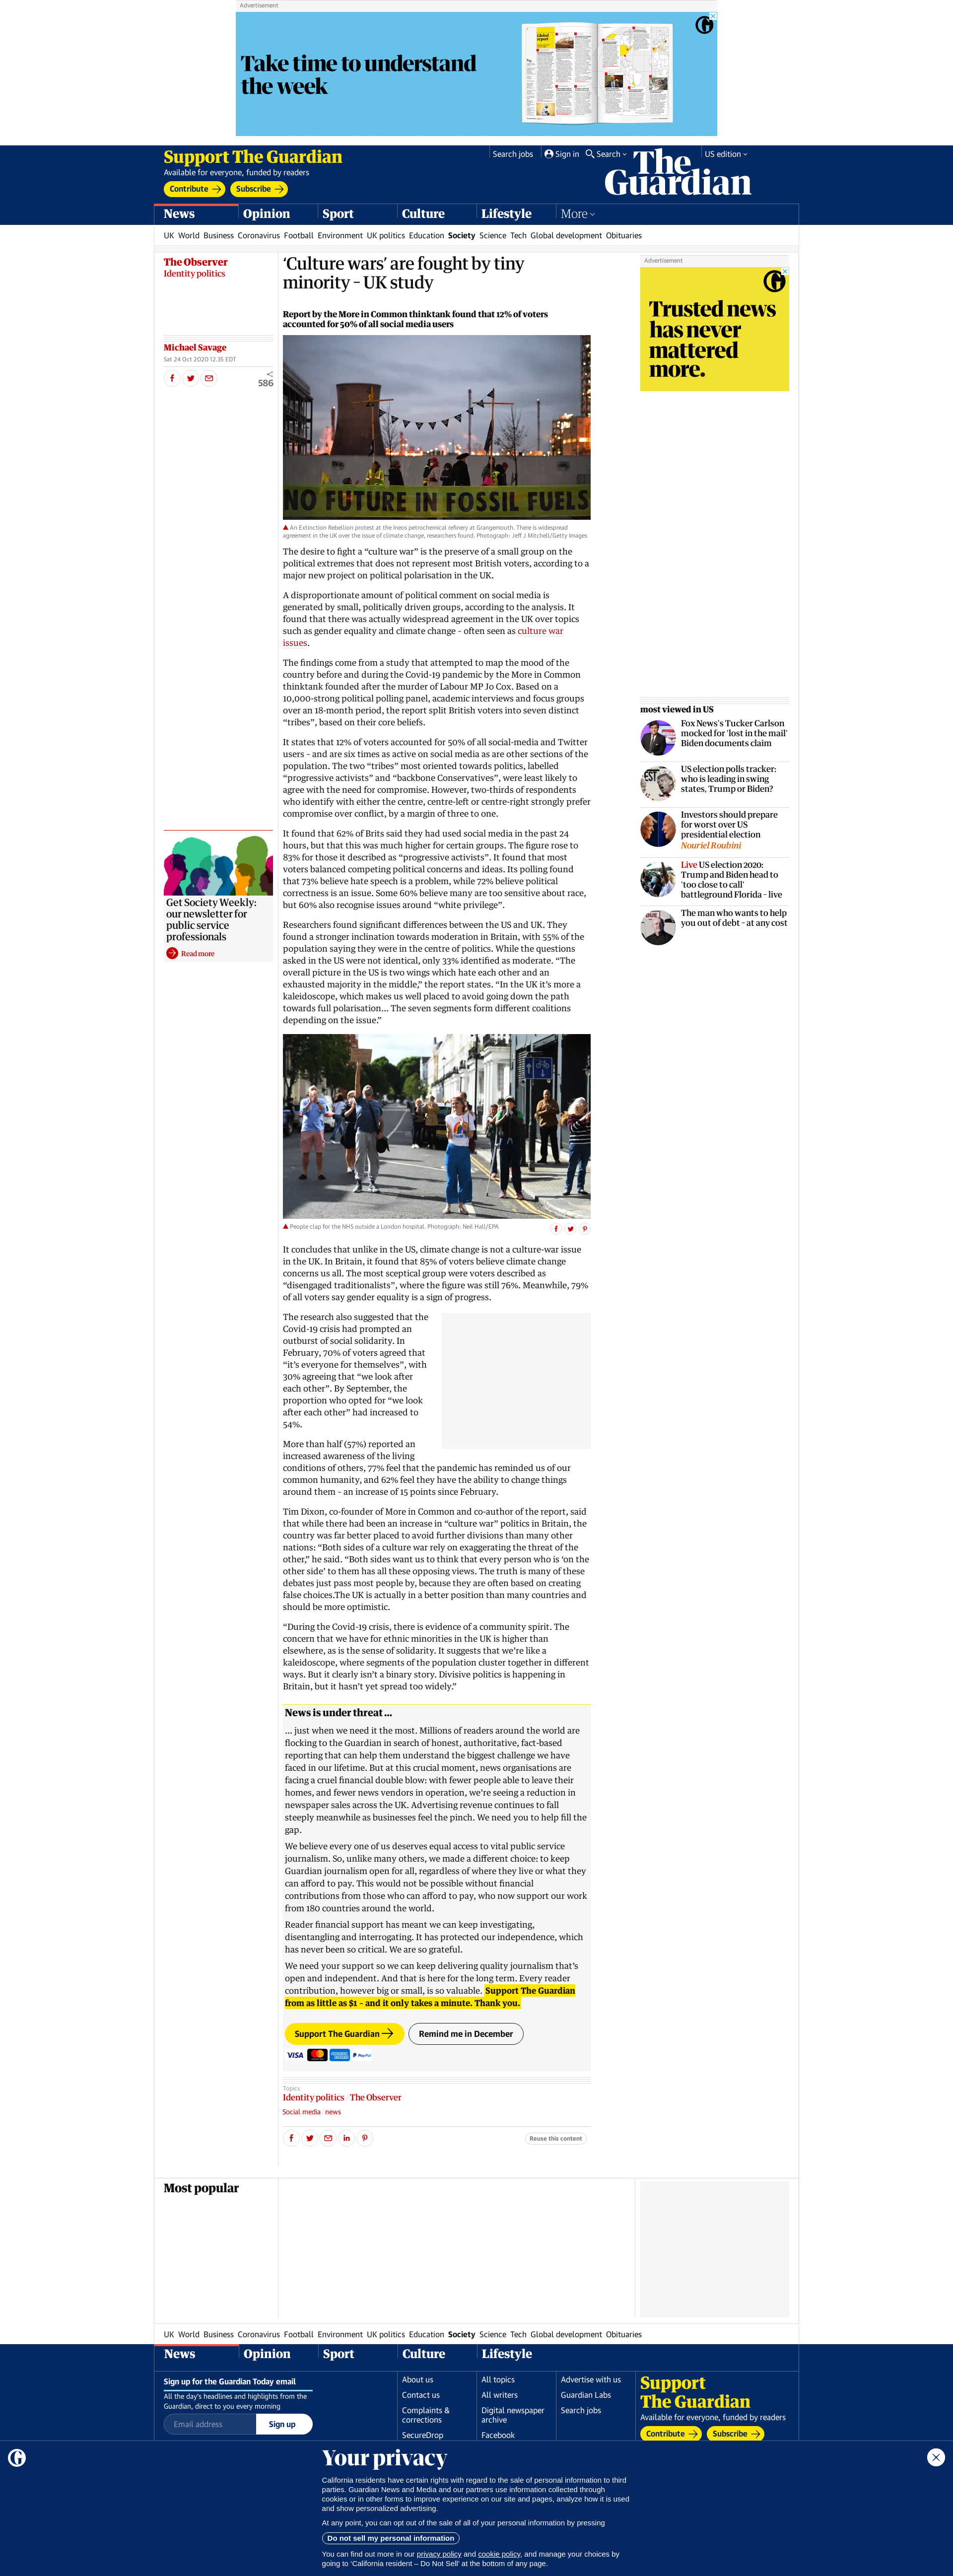 Advertisement
Take time to understand
the week
Global
report
Support The Guardian
Available for everyone, funded by readers
Contribute
Subscribe
Search jobs
Sign in
Search
US edition
The
Guardian
News
Opinion
Sport
Culture
Lifestyle
More
UK World Business Coronavirus Football Environment UK politics Education Society Science Tech Global development Obituaries
The Observer
Identity politics
‘Culture wars’ are fought by tiny
minority – UK study
Report by the More in Common thinktank found that 12% of voters
accounted for 50% of all social media users
Michael Savage
Sat 24 Oct 2020 12.35 EDT
586
Advertisement
Trusted news
has never
mattered
more.
NO FUTURE IN FOSSIL FUELS
An Extinction Rebellion protest at the Ineos petrochemical refinery at Grangemouth. There is widespread
agreement in the UK over the issue of climate change, researchers found. Photograph: Jeff J Mitchell/Getty Images
The desire to fight a “culture war” is the preserve of a small group on the
political extremes that does not represent most British voters, according to a
major new project on political polarisation in the UK.
A disproportionate amount of political comment on social media is
generated by small, politically driven groups, according to the analysis. It
found that there was actually widespread agreement in the UK over topics
such as gender equality and climate change – often seen as culture war
issues.
The findings come from a study that attempted to map the mood of the
country before and during the Covid-19 pandemic by the More in Common
thinktank founded after the murder of Labour MP Jo Cox. Based on a
10,000-strong political polling panel, academic interviews and focus groups
over an 18-month period, the report split British voters into seven distinct
“tribes”, based on their core beliefs.
It states that 12% of voters accounted for 50% of all social-media and Twitter
users – and are six times as active on social media as are other sections of the
population. The two “tribes” most oriented towards politics, labelled
“progressive activists” and “backbone Conservatives”, were least likely to
agree with the need for compromise. However, two-thirds of respondents
who identify with either the centre, centre-left or centre-right strongly prefer
compromise over conflict, by a margin of three to one.
It found that 62% of Brits said they had used social media in the past 24
hours, but that this was much higher for certain groups. The figure rose to
83% for those it described as “progressive activists”. It found that most
voters balanced competing political concerns and ideas. Its polling found
that 73% believe hate speech is a problem, while 72% believe political
correctness is an issue. Some 60% believe many are too sensitive about race,
but 60% also recognise issues around “white privilege”.
Researchers found significant differences between the US and UK. They
found a stronger inclination towards moderation in Britain, with 55% of the
population saying they were in the centre of politics. While the questions
asked in the US were not identical, only 33% identified as moderate. “The
overall picture in the US is two wings which hate each other and an
exhausted majority in the middle,” the report states. “In the UK it’s more a
kaleidoscope, which makes us well placed to avoid going down the path
towards full polarisation… The seven segments form different coalitions
depending on the issue.”
most viewed in US
Fox News's Tucker Carlson
mocked for 'lost in the mail'
Biden documents claim
US election polls tracker:
who is leading in swing
states, Trump or Biden?
Investors should prepare
for worst over US
presidential election
Nouriel Roubini
Live US election 2020:
Trump and Biden head to
'too close to call'
battleground Florida – live
The man who wants to help
you out of debt – at any cost
Get Society Weekly:
our newsletter for
public service
professionals
Read more
People clap for the NHS outside a London hospital. Photograph: Neil Hall/EPA
It concludes that unlike in the US, climate change is not a culture-war issue
in the UK. In Britain, it found that 85% of voters believe climate change
concerns us all. The most sceptical group were voters described as
“disengaged traditionalists”, where the figure was still 76%. Meanwhile, 79%
of all voters say gender equality is a sign of progress.
The research also suggested that the
Covid-19 crisis had prompted an
outburst of social solidarity. In
February, 70% of voters agreed that
“it’s everyone for themselves”, with
30% agreeing that “we look after
each other”. By September, the
proportion who opted for “we look
after each other” had increased to
54%.
More than half (57%) reported an
increased awareness of the living
conditions of others, 77% feel that the pandemic has reminded us of our
common humanity, and 62% feel they have the ability to change things
around them – an increase of 15 points since February.
Tim Dixon, co-founder of More in Common and co-author of the report, said
that while there had been an increase in “culture war” politics in Britain, the
country was far better placed to avoid further divisions than many other
nations: “Both sides of a culture war rely on exaggerating the threat of the
other,” he said. “Both sides want us to think that every person who is ‘on the
other side’ to them has all these opposing views. The truth is many of these
debates just pass most people by, because they are often based on creating
false choices.The UK is actually in a better position than many countries and
should be more optimistic.
“During the Covid-19 crisis, there is evidence of a community spirit. The
concern that we have for ethnic minorities in the UK is higher than
elsewhere, as is the sense of solidarity. It suggests that we’re like a
kaleidoscope, where segments of the population cluster together in different
ways. But it clearly isn’t a binary story. Divisive politics is happening in
Britain, but it hasn’t yet spread too widely.”
News is under threat ...
... just when we need it the most. Millions of readers around the world are
flocking to the Guardian in search of honest, authoritative, fact-based
reporting that can help them understand the biggest challenge we have
faced in our lifetime. But at this crucial moment, news organisations are
facing a cruel financial double blow: with fewer people able to leave their
homes, and fewer news vendors in operation, we’re seeing a reduction in
newspaper sales across the UK. Advertising revenue continues to fall
steeply meanwhile as businesses feel the pinch. We need you to help fill the
gap.
We believe every one of us deserves equal access to vital public service
journalism. So, unlike many others, we made a different choice: to keep
Guardian journalism open for all, regardless of where they live or what they
can afford to pay. This would not be possible without financial
contributions from those who can afford to pay, who now support our work
from 180 countries around the world.
Reader financial support has meant we can keep investigating,
disentangling and interrogating. It has protected our independence, which
has never been so critical. We are so grateful.
We need your support so we can keep delivering quality journalism that’s
open and independent. And that is here for the long term. Every reader
contribution, however big or small, is so valuable. Support The Guardian
from as little as $1 – and it only takes a minute. Thank you.
Support The Guardian
Remind me in December
VISA
PayPal
Topics
Identity politics / The Observer
Social media / news
Reuse this content
Most popular
UK World Business Coronavirus Football Environment UK politics Education Society Science Tech Global development Obituaries
News
Opinion
Sport
Culture
Lifestyle
Sign up for the Guardian Today email
All the day's headlines and highlights from the
Guardian, direct to you every morning
Email address
Sign up
About us
Contact us
Complaints &
corrections
SecureDrop
All topics
All writers
Digital newspaper
archive
Facebook
Advertise with us
Guardian Labs
Search jobs
Support
The Guardian
Available for everyone, funded by readers
Contribute
Subscribe
Your privacy
California residents have certain rights with regard to the sale of personal information to third
parties. Guardian News and Media and our partners use information collected through
cookies or in other forms to improve experience on our site and pages, analyze how it is used
and show personalized advertising.
At any point, you can opt out of the sale of all of your personal information by pressing
Do not sell my personal information
You can find out more in our privacy policy and cookie policy, and manage your choices by
going to ‘California resident – Do Not Sell’ at the bottom of any page.